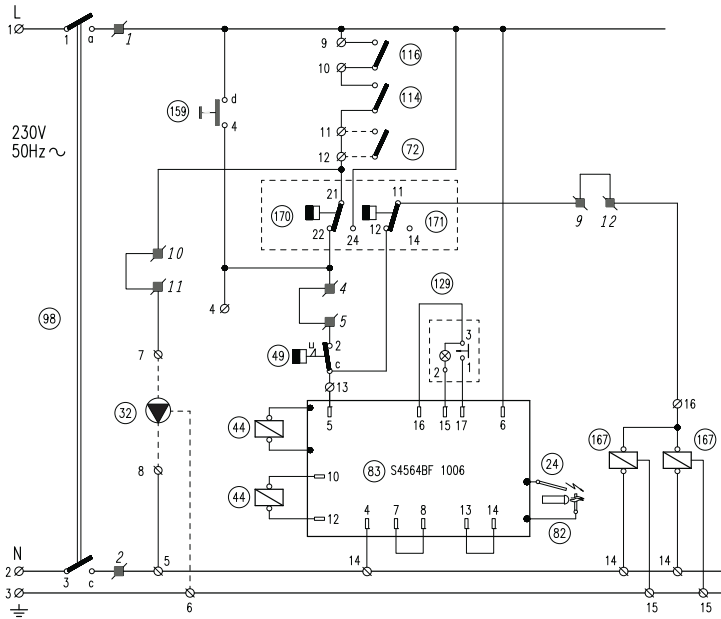 L
1
1 a 1
9
116
10
d
159
114
4
230V
50Hz
11
72
12
21 11
170 171
22 24 12 14
9 12
10
4
11
4
129
98
5
u
49 2
3
7
c
2 1
13
16
32
44
5 16 15 17 6
167 167
8
83 S4564BF 1006
24
10
44
4 7 8 13 14
12
82
N
2 5 14 14 14
2
3 c
3
6 15 15